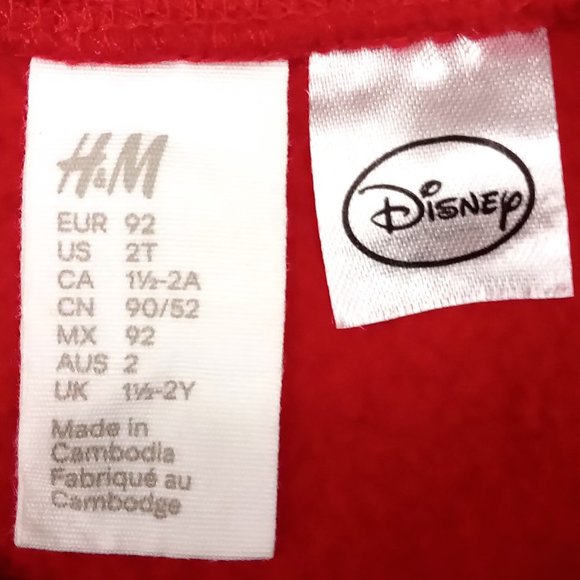 H&M
EUR 92
US 2T
CA 1½-2A
CN 90/52
MX 92
AUS 2
UK 1½-2Y
Made in
Cambodia
Fabriqué au
Cambodge
Disney